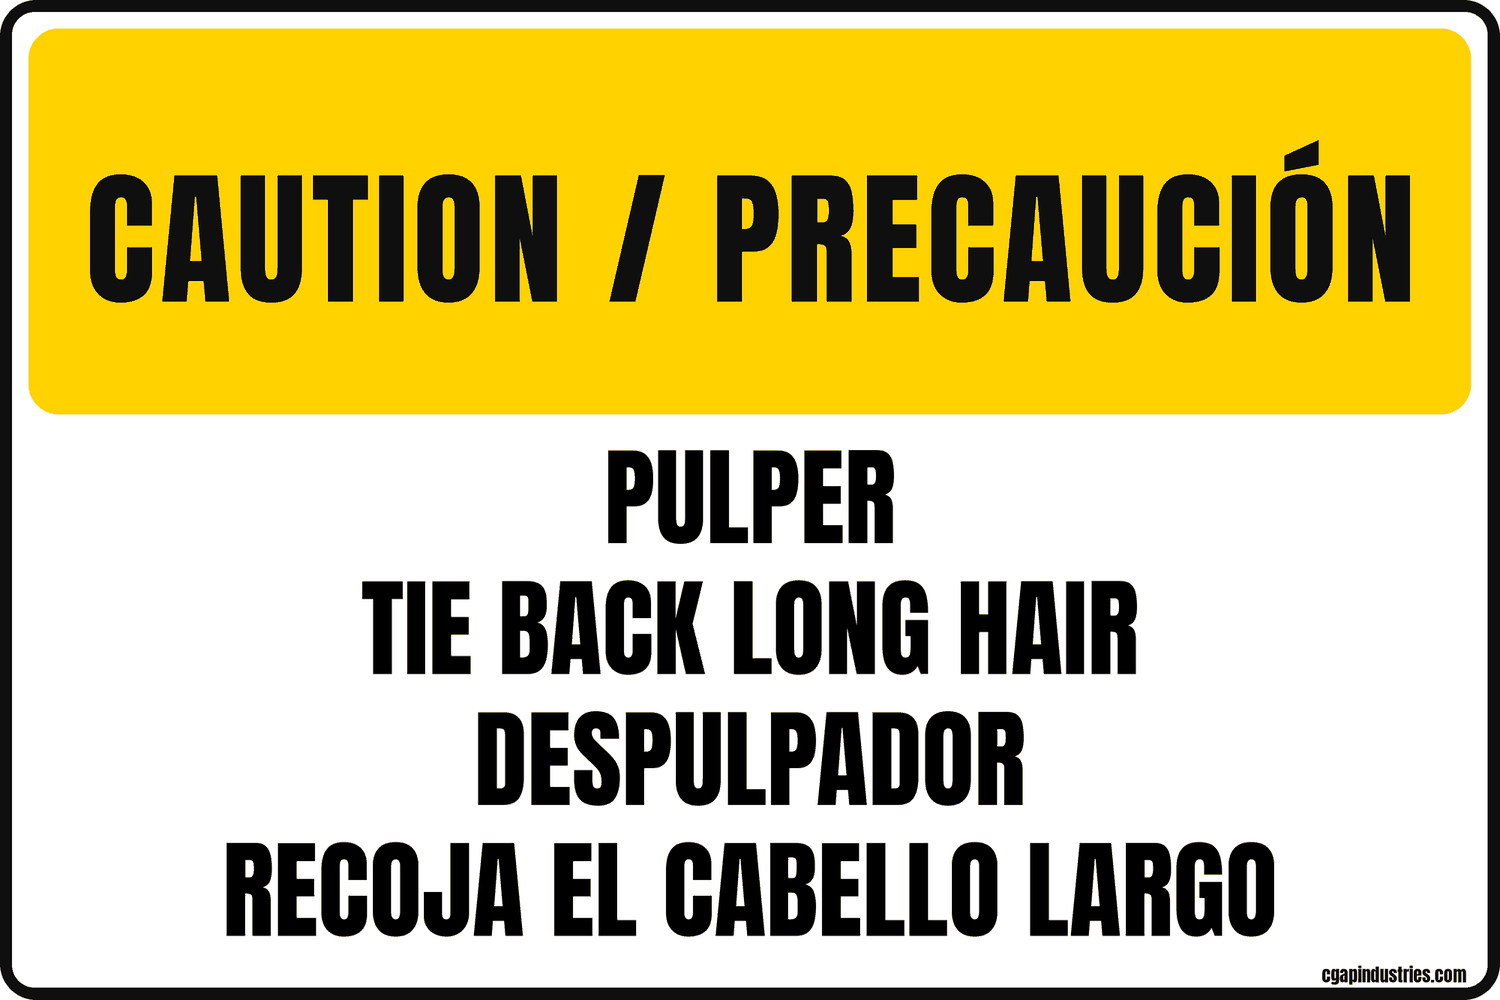 CAUTION / PRECAUCIÓN
PULPER
TIE BACK LONG HAIR
DESPULPADOR
RECOJA EL CABELLO LARGO
cgapindustries.com